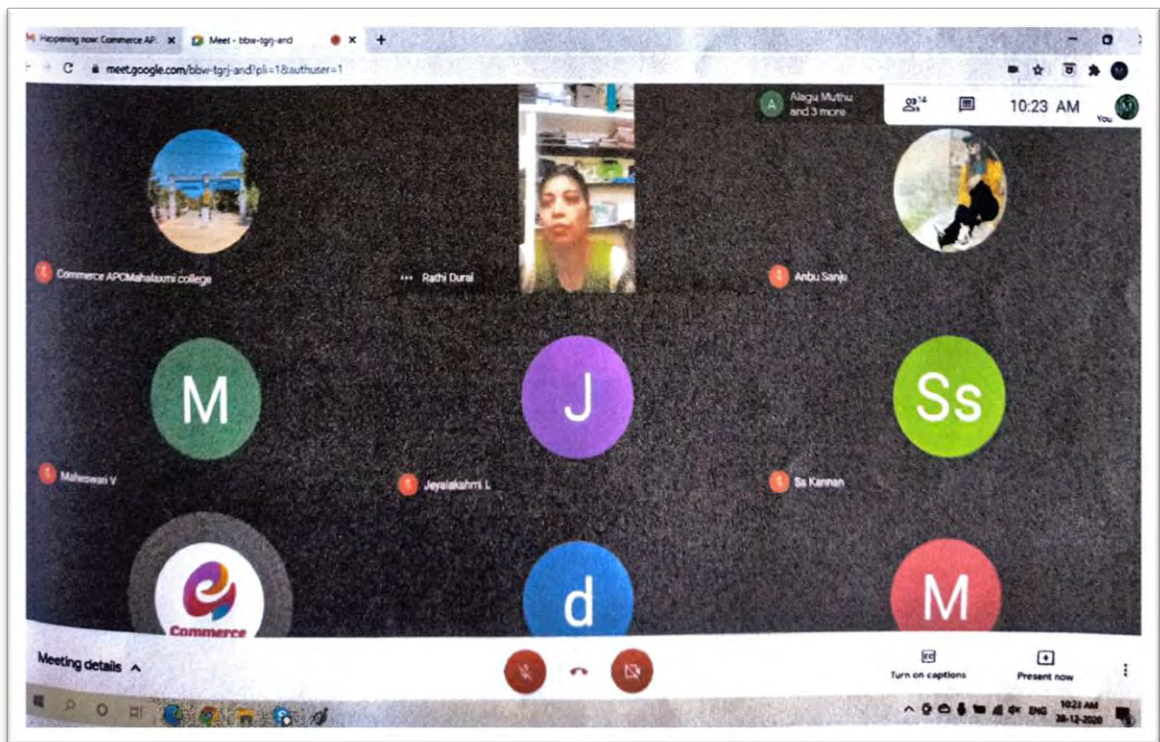 Happening now: Commerce AP
Meet - bbw-tgrj-and
meet.google.com/bbw-tgrj-and?pli=1&authuser=1
Alagu Muthu
and 3 more
14
10:23 AM
You
Commerce APCMahalaxmi college
Rathi Durai
Anbu Sanju
M
J
Ss
Maheswari V
Jeyalakshmi L
Ss Kannan
e
Commerce
d
M
Meeting details
Turn on captions
Present now
ENG
10:23 AM
28-12-2020